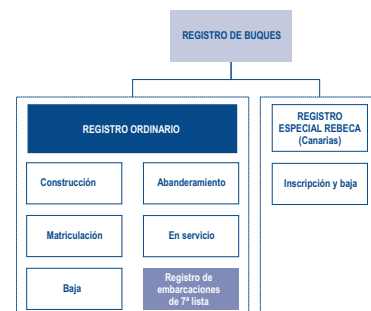 REGISTRO DE BUQUES
REGISTRO ORDINARIO
Construcción
Abanderamiento
Matriculación
En servicio
Baja
Registro de
embarcaciones
de 7ª lista
REGISTRO
ESPECIAL REBECA
(Canarias)
Inscripción y baja